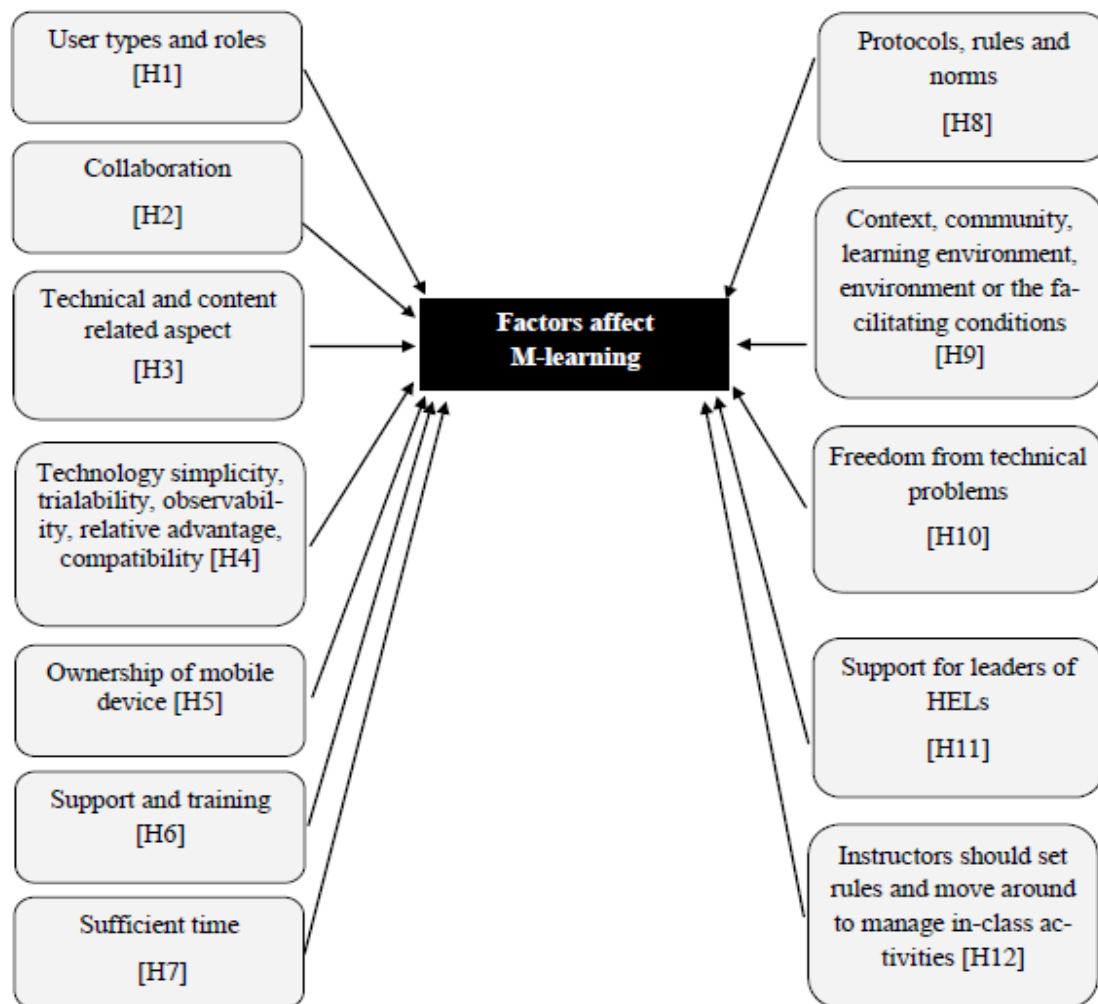 User types and roles
[H1]
Collaboration
[H2]
Technical and content
related aspect
[H3]
Technology simplicity,
trialability, observabil-
ity, relative advantage,
compatibility [H4]
Ownership of mobile
device [H5]
Support and training
[H6]
Sufficient time
[H7]
Factors affect
M-learning
Protocols, rules and
norms
[H8]
Context, community,
learning environment,
environment or the fa-
cilitating conditions
[H9]
Freedom from technical
problems
[H10]
Support for leaders of
HELs
[H11]
Instructors should set
rules and move around
to manage in-class ac-
tivities [H12]